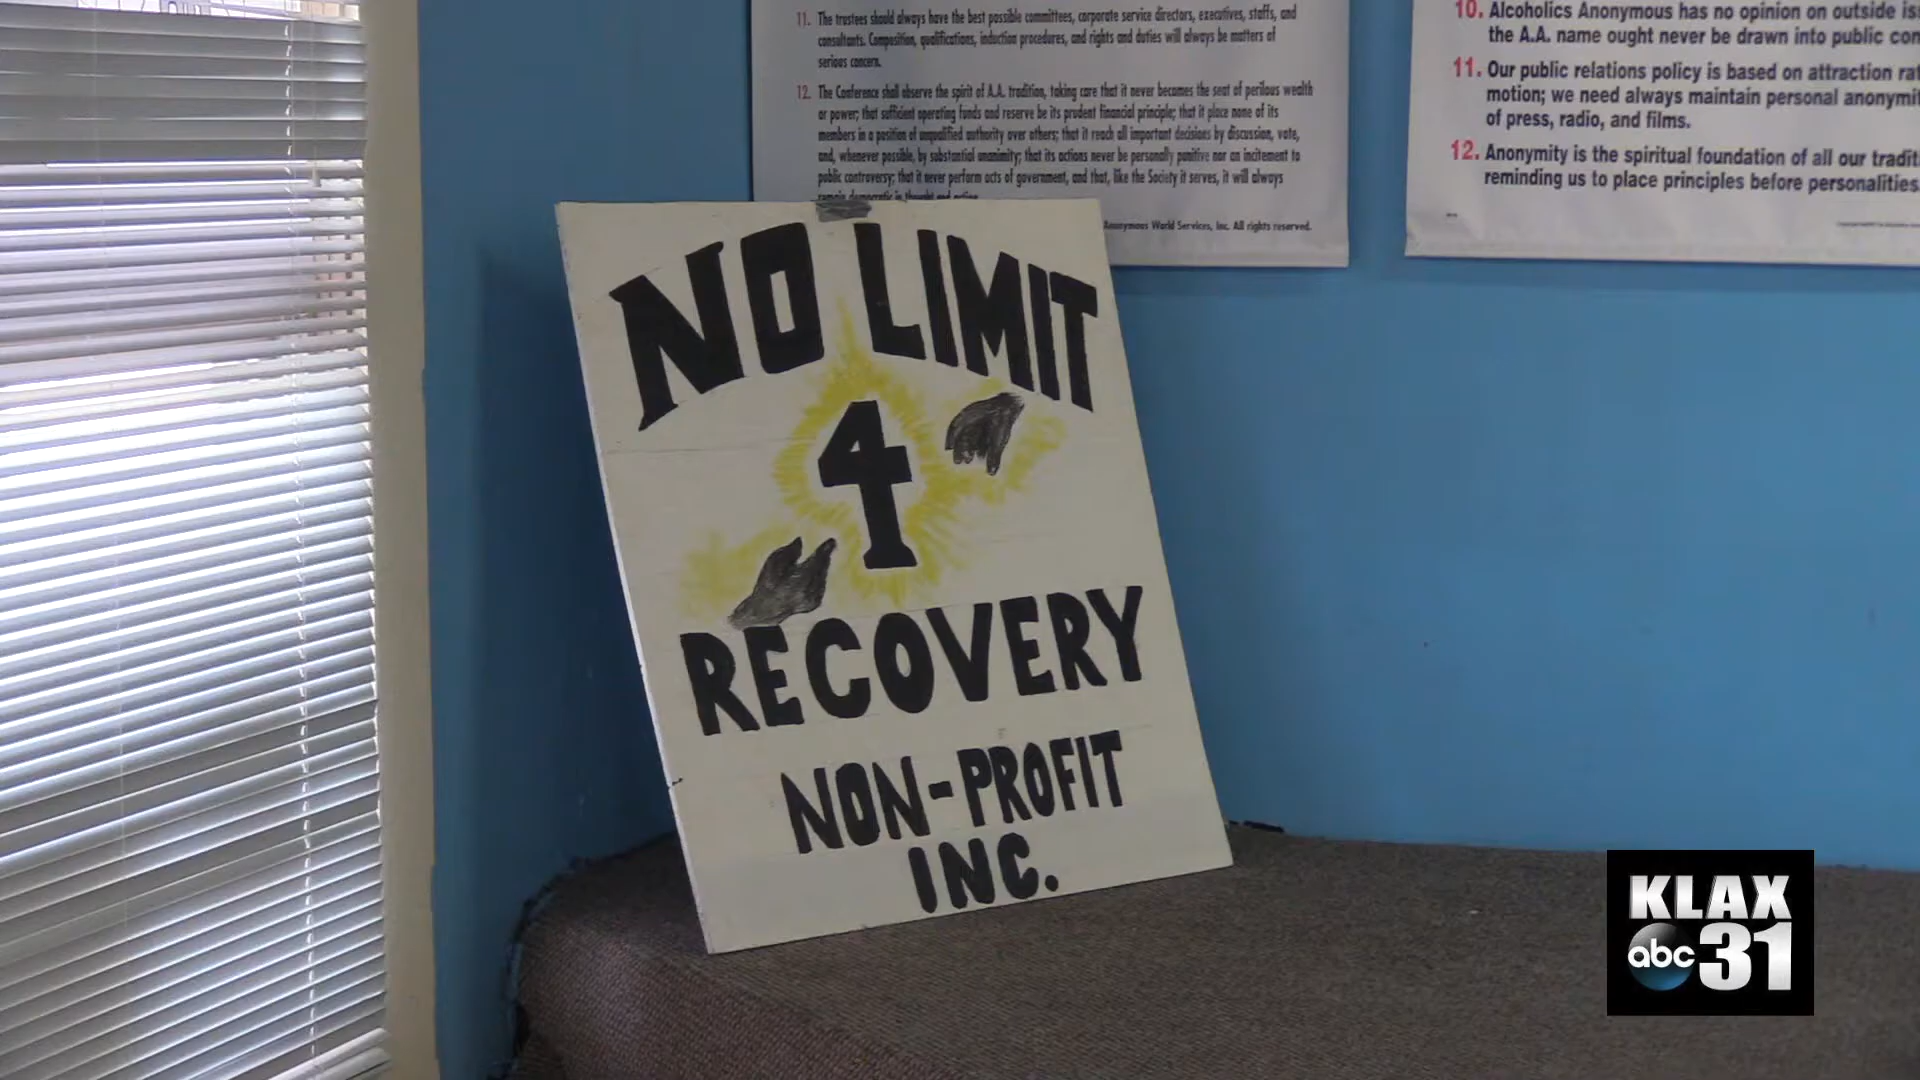 11. The trustees should always have the best possible committees, corporate service directors, executives, staffs, and
consultants. Composition, qualifications, induction procedures, and rights and duties will always be matters of
serious concern.
12. The Conference shall observe the spirit of A.A. tradition, taking care that it never becomes the seat of perilous wealth
or power; that sufficient operating funds and reserve be its prudent financial principle; that it place none of its
members in a position of unqualified authority over others; that it reach all important decisions by discussion, vote,
and, whenever possible, by substantial unanimity; that its actions never be personally punitive nor an incitement to
public controversy; that it never perform acts of government, and that, like the Society it serves, it will always
remain democratic in thought and action.
Anonymous World Services, Inc. All rights reserved.
10. Alcoholics Anonymous has no opinion on outside is
the A.A. name ought never be drawn into public con
11. Our public relations policy is based on attraction rat
motion; we need always maintain personal anonymi
of press, radio, and films.
12. Anonymity is the spiritual foundation of all our tradit
reminding us to place principles before personalities.
NO LIMIT
4
RECOVERY
NON-PROFIT
INC.
KLAX
abc 31